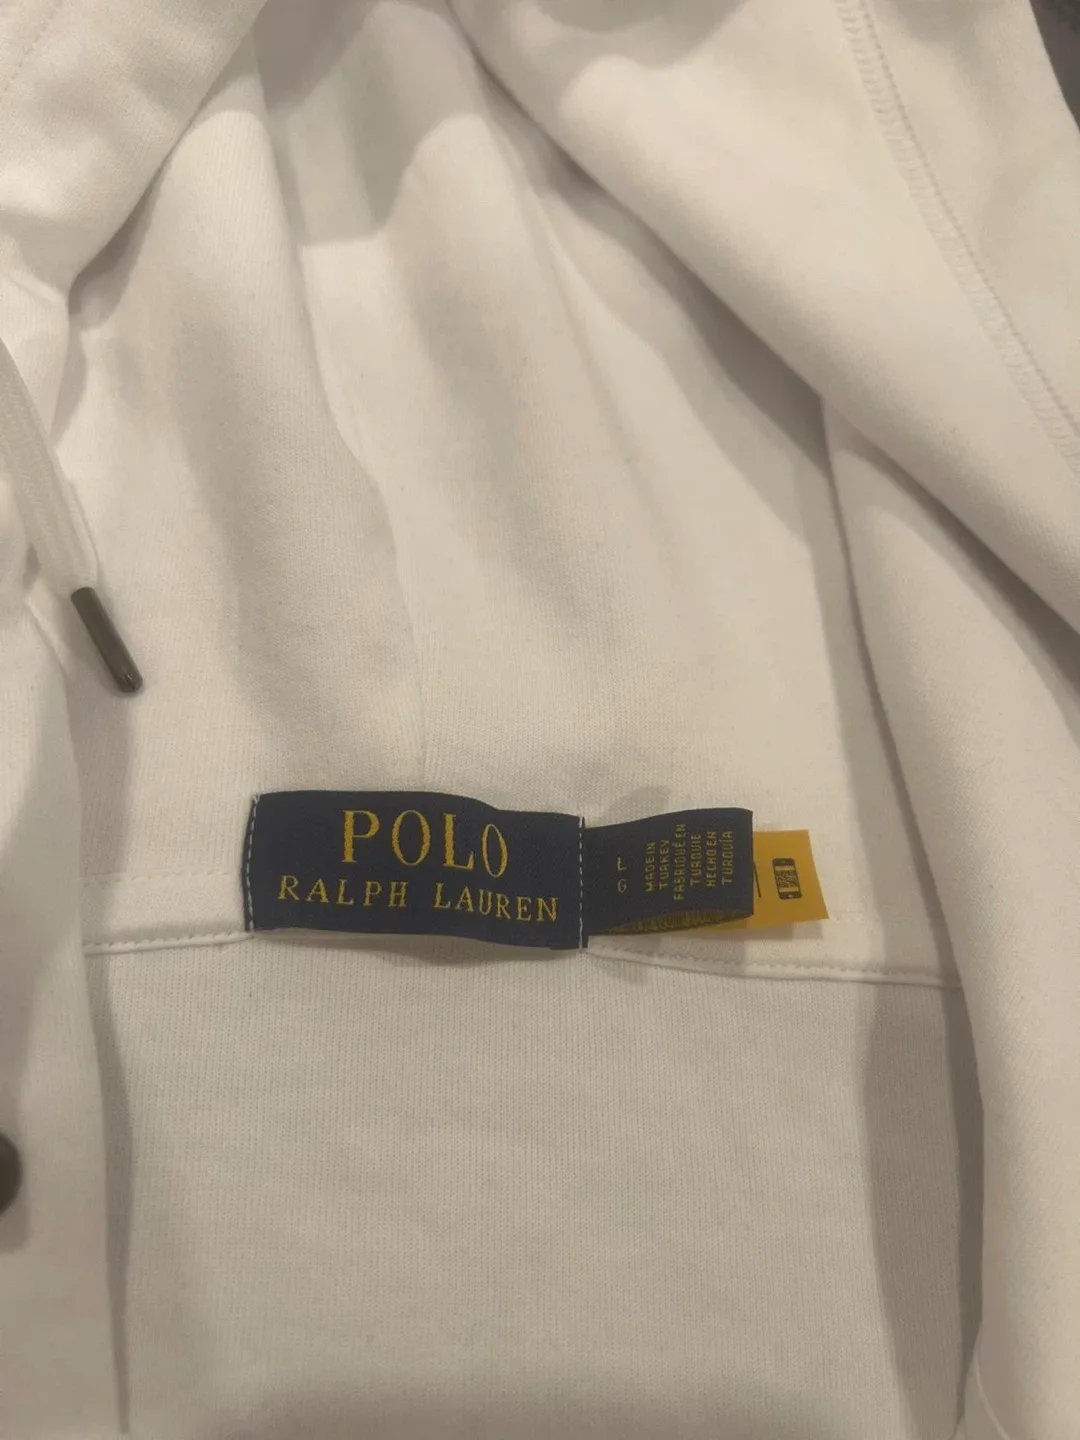 POLO
RALPH LAUREN
L
G
MADE IN
TURKEY
FABRIQUÉ EN
TURQUIE
HECHO EN
TURQUÍA